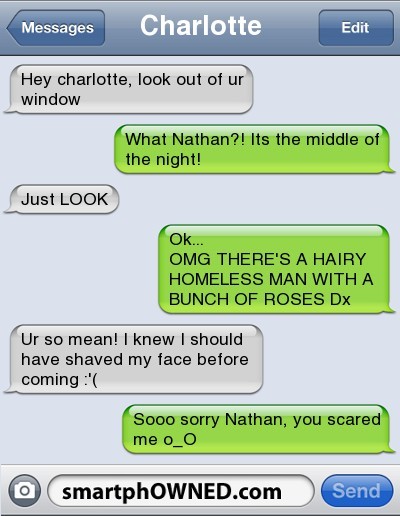 Messages Charlotte Edit
Hey charlotte, look out of ur
window
What Nathan?! Its the middle of
the night!
Just LOOK
Ok...
OMG THERE'S A HAIRY
HOMELESS MAN WITH A
BUNCH OF ROSES Dx
Ur so mean! I knew I should
have shaved my face before
coming :'(
Sooo sorry Nathan, you scared
me o_O
smartphOWNED.com Send